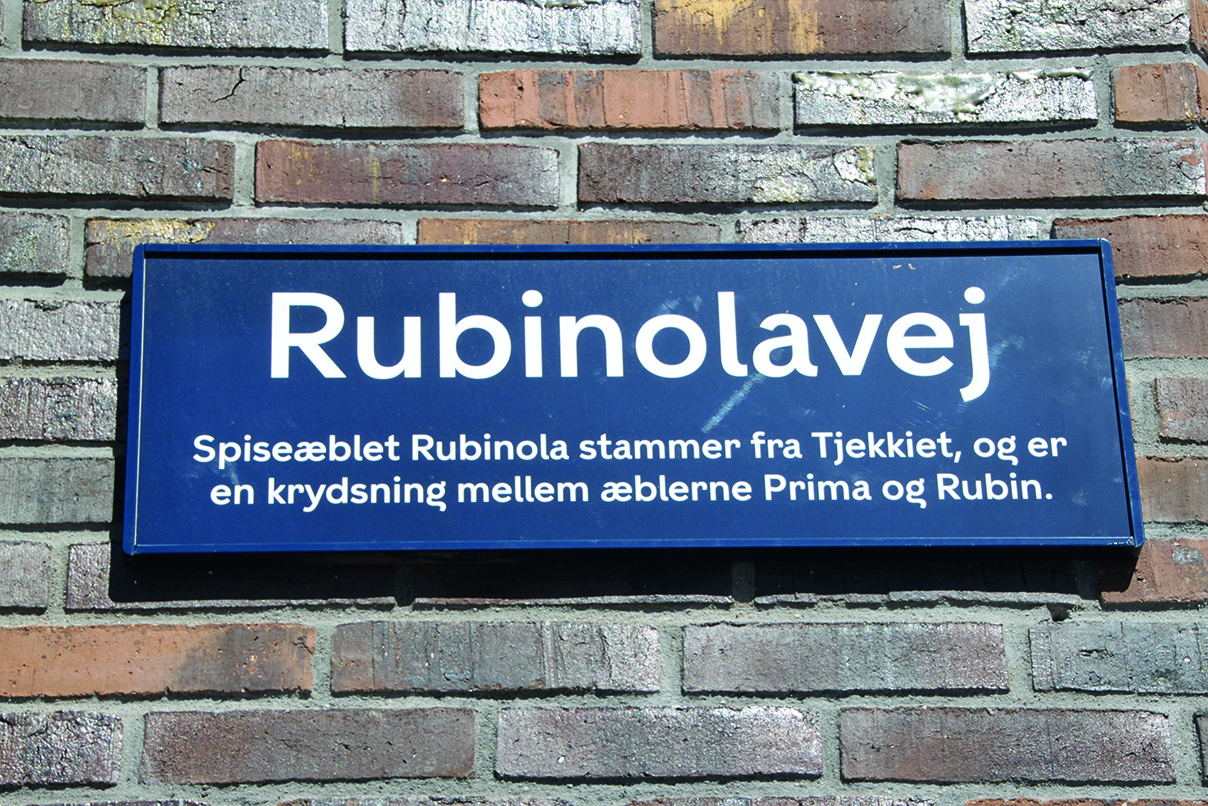 Rubinolavej
Spiseæblet Rubinola stammer fra Tjekkiet, og er
en krydsning mellem æblerne Prima og Rubin.